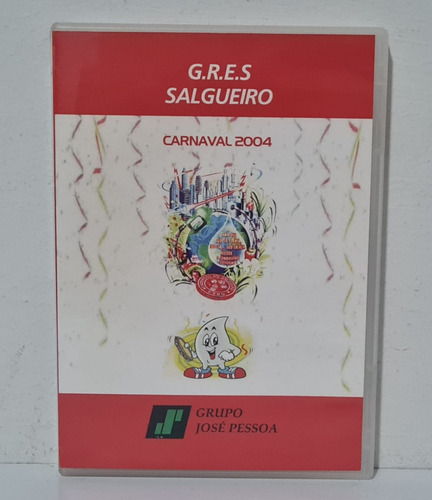 G.R.E.S
SALGUEIRO
CARNAVAL 2004
GRUPO
JOSÉ PESSOA